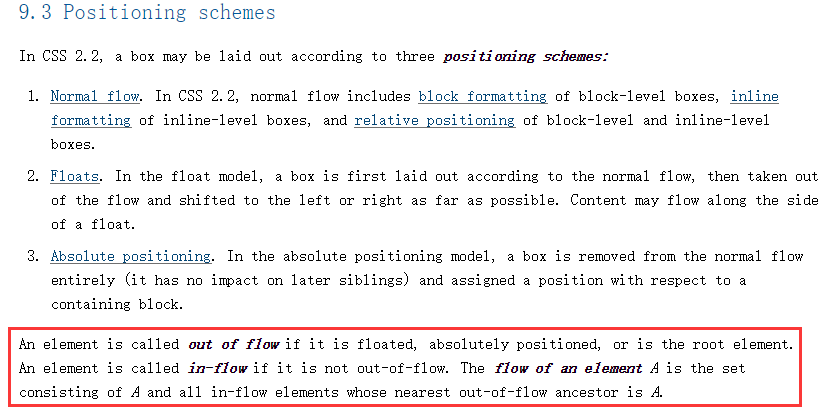 9.3 Positioning schemes
In CSS 2.2, a box may be laid out according to three positioning schemes:
1. Normal flow. In CSS 2.2, normal flow includes block formatting of block-level boxes, inline
formatting of inline-level boxes, and relative positioning of block-level and inline-level
boxes.
2. Floats. In the float model, a box is first laid out according to the normal flow, then taken out
of the flow and shifted to the left or right as far as possible. Content may flow along the side
of a float.
3. Absolute positioning. In the absolute positioning model, a box is removed from the normal flow
entirely (it has no impact on later siblings) and assigned a position with respect to a
containing block.
An element is called out of flow if it is floated, absolutely positioned, or is the root element.
An element is called in-flow if it is not out-of-flow. The flow of an element A is the set
consisting of A and all in-flow elements whose nearest out-of-flow ancestor is A.